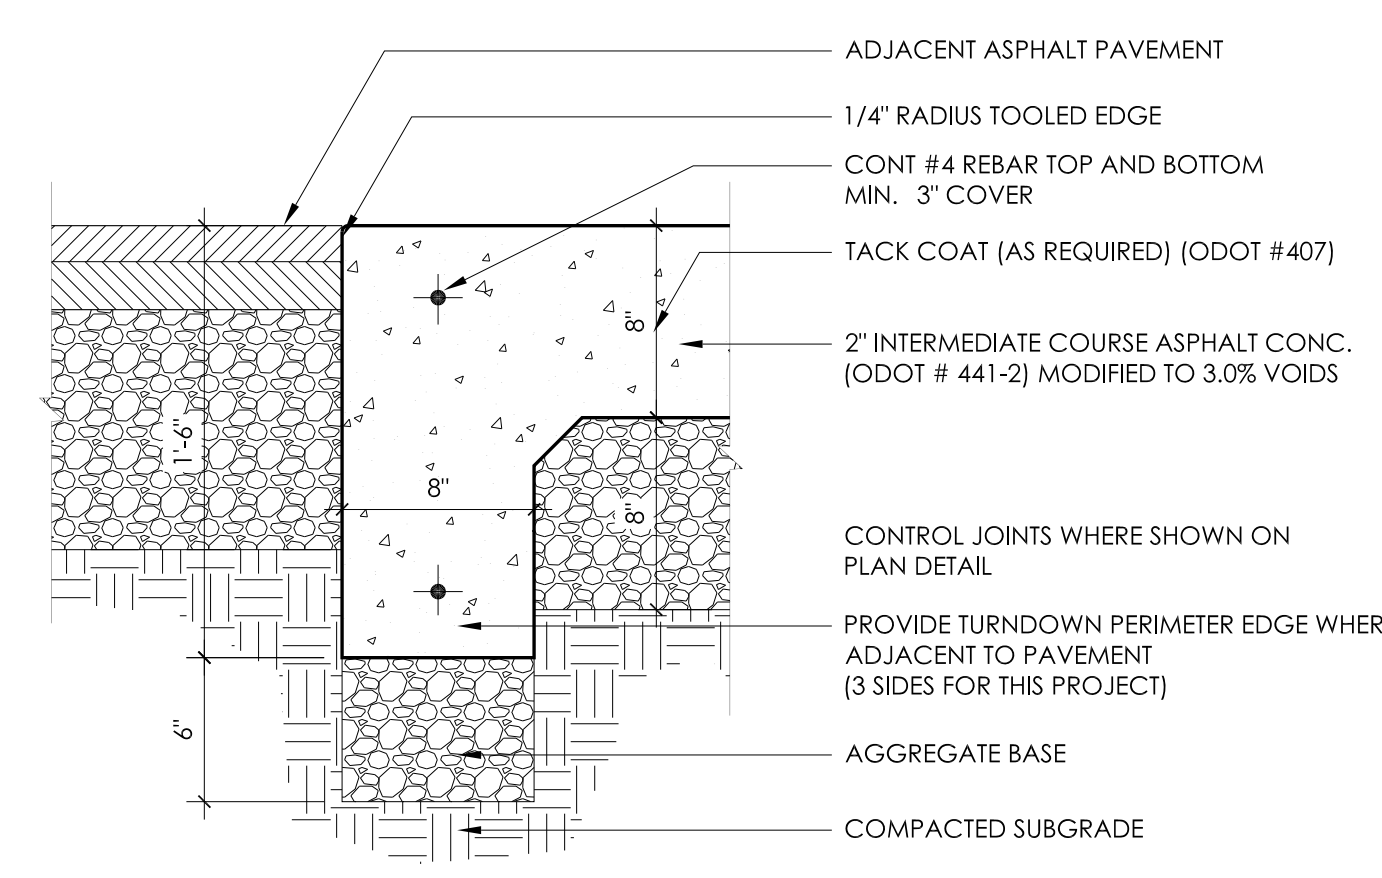 ADJACENT ASPHALT PAVEMENT
1/4" RADIUS TOOLED EDGE
CONT #4 REBAR TOP AND BOTTOM
MIN. 3" COVER
TACK COAT (AS REQUIRED) (ODOT #407)
8"
2" INTERMEDIATE COURSE ASPHALT CONC.
(ODOT # 441-2) MODIFIED TO 3.0% VOIDS
1'-6"
8"
8"
CONTROL JOINTS WHERE SHOWN ON
PLAN DETAIL
PROVIDE TURNDOWN PERIMETER EDGE WHER
ADJACENT TO PAVEMENT
(3 SIDES FOR THIS PROJECT)
6"
AGGREGATE BASE
COMPACTED SUBGRADE